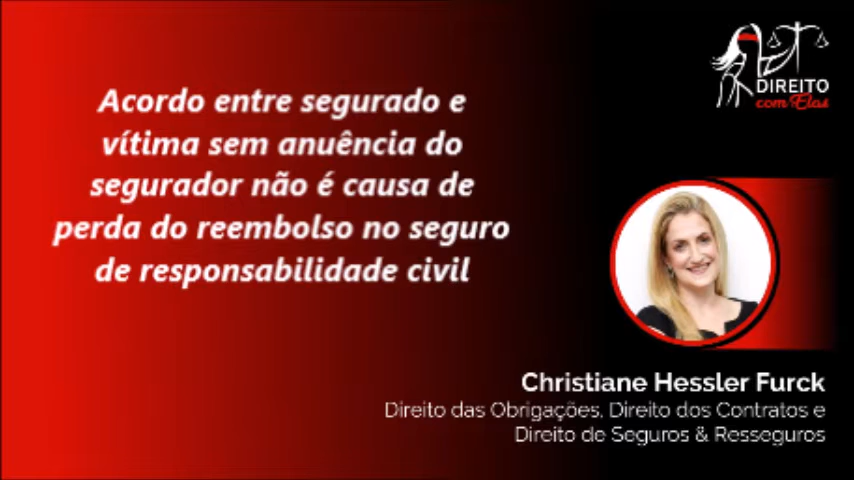 DIREITO
com Elas
Acordo entre segurado e
vítima sem anuência do
segurador não é causa de
perda do reembolso no seguro
de responsabilidade civil
Christiane Hessler Furck
Direito das Obrigações, Direito dos Contratos e
Direito de Seguros & Resseguros